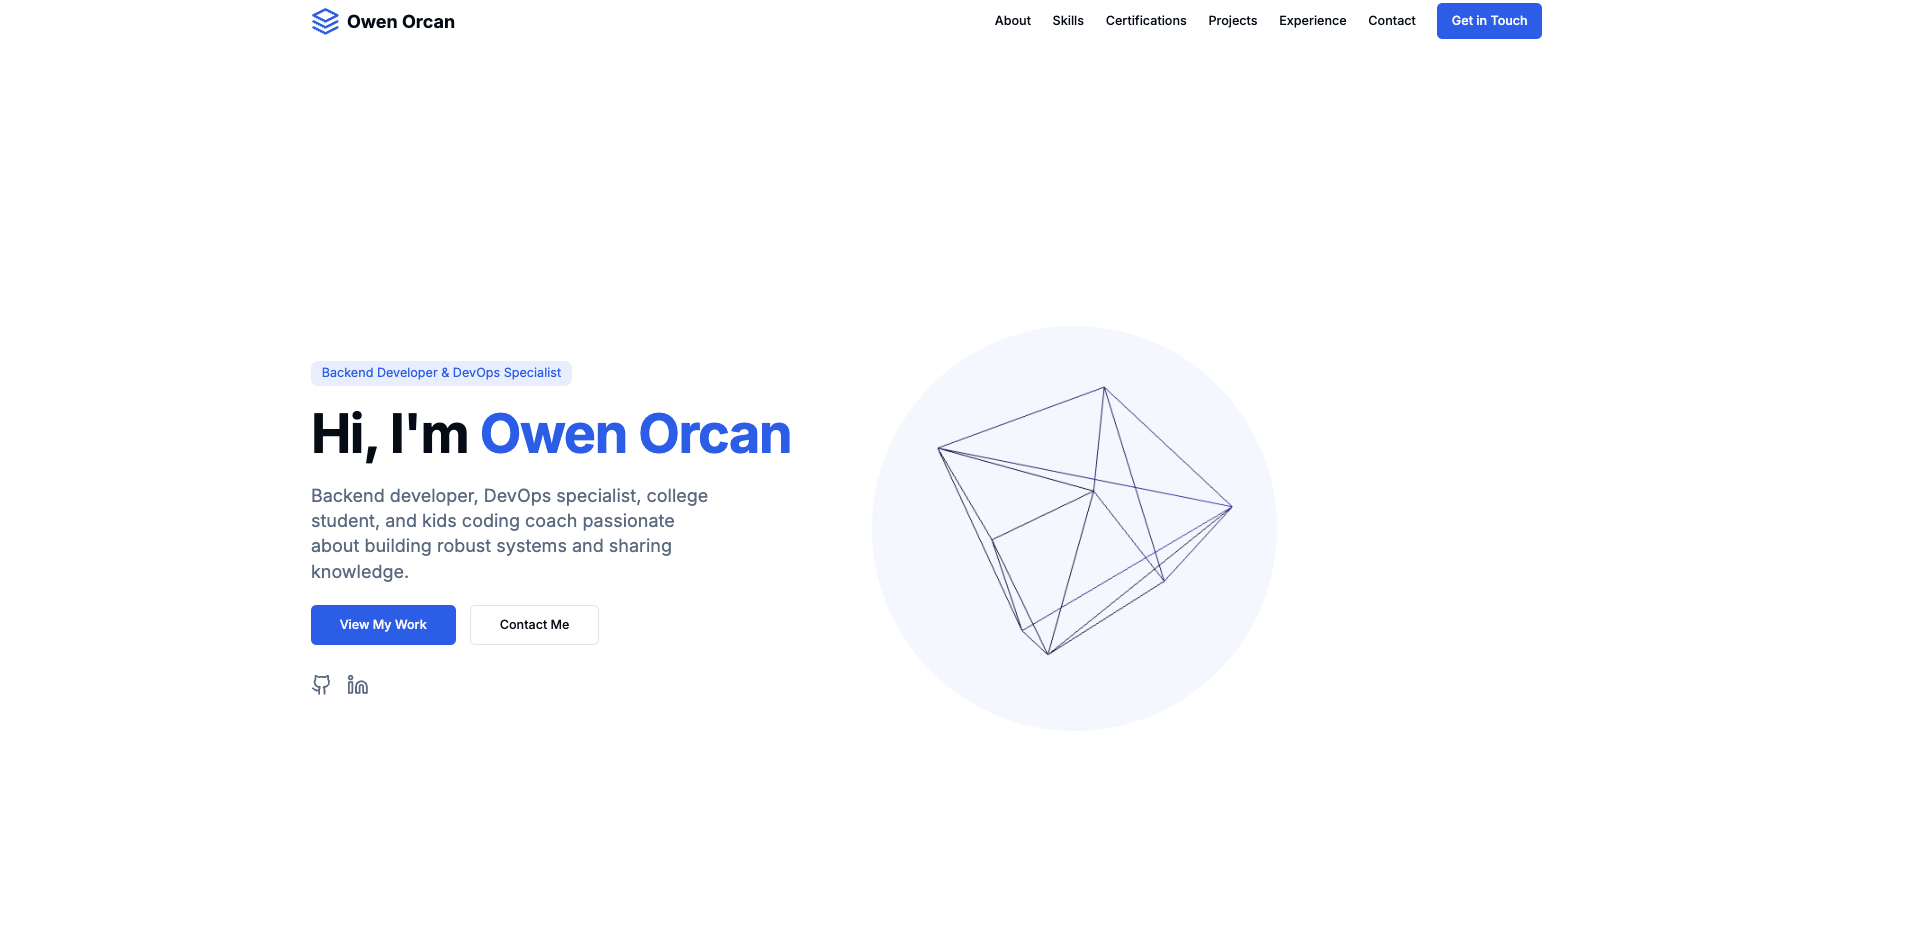 Owen Orcan
About Skills Certifications Projects Experience Contact Get in Touch
Backend Developer & DevOps Specialist
Hi, I'm Owen Orcan
Backend developer, DevOps specialist, college
student, and kids coding coach passionate
about building robust systems and sharing
knowledge.
View My Work Contact Me